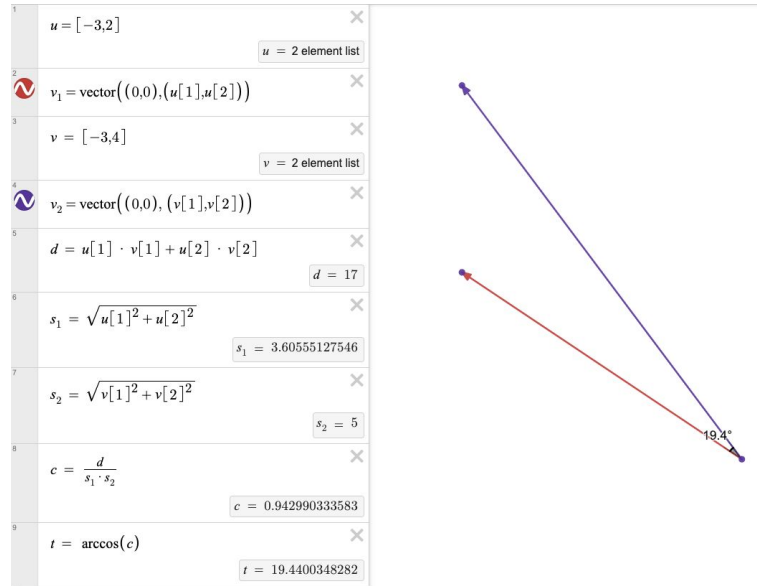 1
u = [−3,2]
u = 2 element list
2
v₁ = vector((0,0),(u[1],u[2]))
3
v = [−3,4]
v = 2 element list
4
v₂ = vector((0,0), (v[1],v[2]))
5
d = u[1] · v[1] + u[2] · v[2]
d = 17
6
s₁ = √(u[1]² + u[2]²)
s₁ = 3.60555127546
7
s₂ = √(v[1]² + v[2]²)
s₂ = 5
8
c = d / (s₁ · s₂)
c = 0.942990333583
9
t = arccos(c)
t = 19.4400348282
19.4°